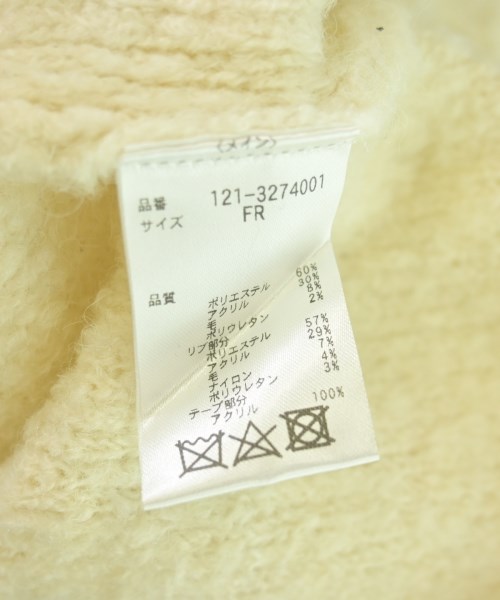 (メイン)
品番 121-3274001
サイズ FR
品質
ポリエステル 60%
アクリル 30%
毛 8%
ポリウレタン 2%
リブ部分
ポリエステル 57%
アクリル 29%
毛 7%
ナイロン 4%
ポリウレタン 3%
テープ部分
アクリル 100%